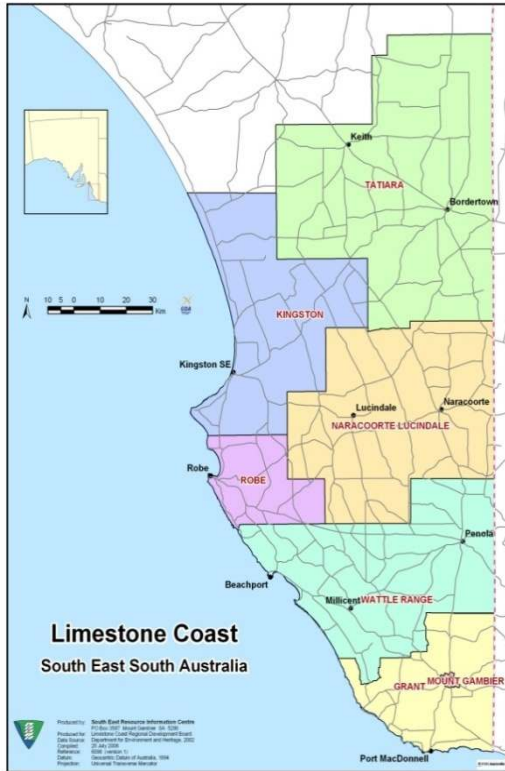 Keith
TATIARA
Bordertown
N
10 5 0 10 20 30
Km
KINGSTON
Kingston SE
Lucindale
Naracoorte
NARACOORTE LUCINDALE
Robe
ROBE
Penola
Beachport
Millicent
WATTLE RANGE
Limestone Coast
South East South Australia
GRANT
MOUNT GAMBIER
Port MacDonnell
Produced by: South East Resource Information Centre
Produced for: Limestone Coast Regional Development Board
Data Source: Department for Environment and Heritage, 2002
Projection: Universal Transverse Mercator